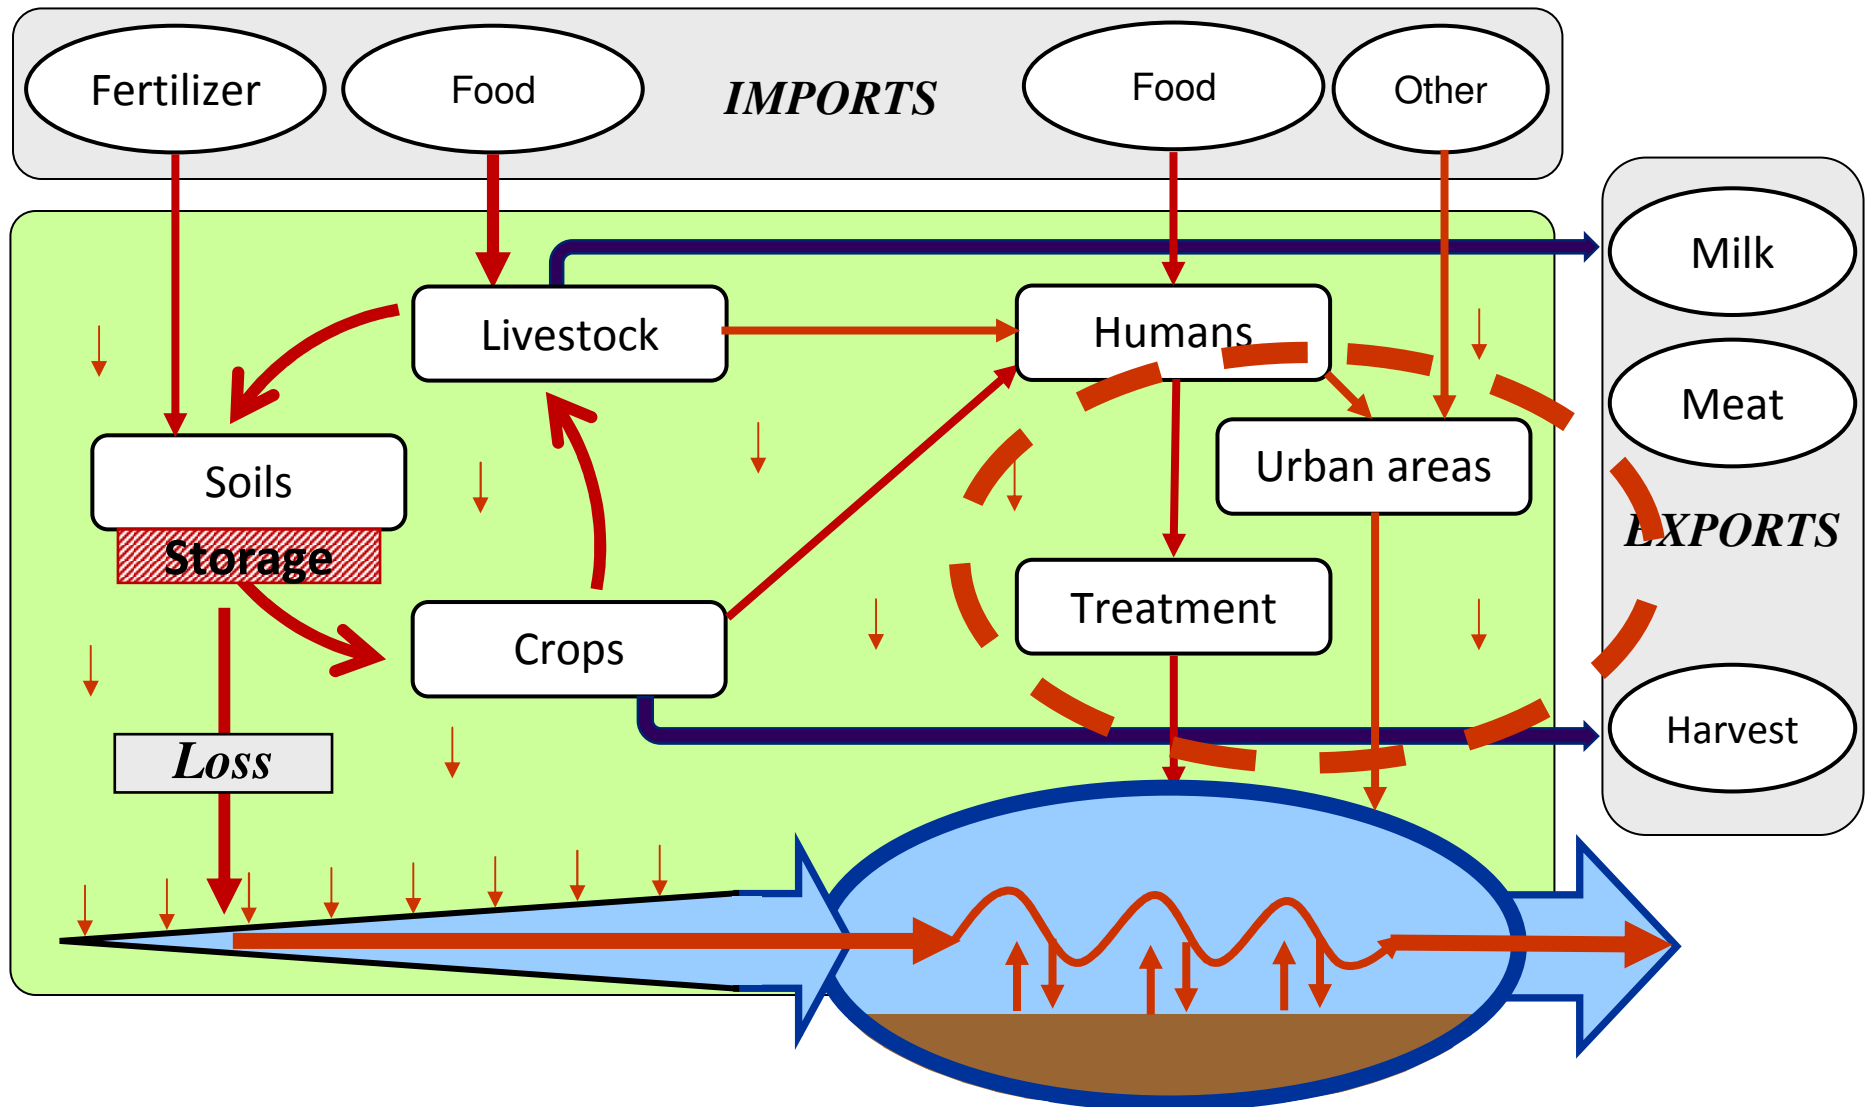 Fertilizer
Food
IMPORTS
Food
Other
Milk
Livestock
Humans
Meat
Soils
Urban areas
EXPORTS
Storage
Treatment
Crops
Harvest
Loss